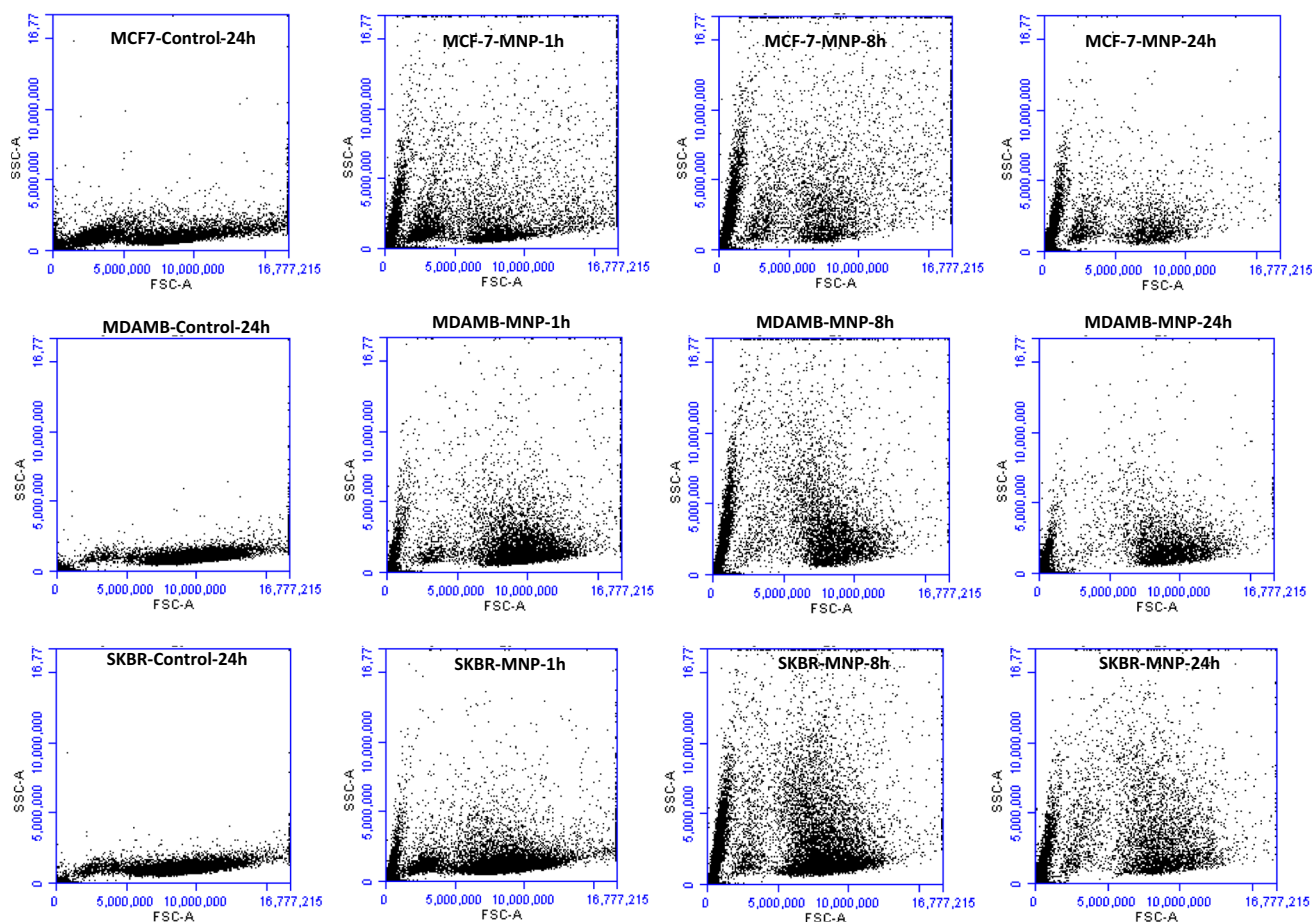 MCF7-Control-24h
16,77
10,000,000
5,000,000
0
SSC-A
0 5,000,000 10,000,000 16,777,215
FSC-A
MCF-7-MNP-1h
16,77
10,000,000
5,000,000
0
SSC-A
0 5,000,000 10,000,000 16,777,215
FSC-A
MCF-7-MNP-8h
16,77
10,000,000
5,000,000
0
SSC-A
0 5,000,000 10,000,000 16,777,215
FSC-A
MCF-7-MNP-24h
16,77
10,000,000
5,000,000
0
SSC-A
0 5,000,000 10,000,000 16,777,215
FSC-A
MDAMB-Control-24h
16,77
10,000,000
5,000,000
0
SSC-A
0 5,000,000 10,000,000 16,777,215
FSC-A
MDAMB-MNP-1h
16,77
10,000,000
5,000,000
0
SSC-A
0 5,000,000 10,000,000 16,777,215
FSC-A
MDAMB-MNP-8h
16,77
10,000,000
5,000,000
0
SSC-A
0 5,000,000 10,000,000 16,777,215
FSC-A
MDAMB-MNP-24h
16,77
10,000,000
5,000,000
0
SSC-A
0 5,000,000 10,000,000 16,777,215
FSC-A
SKBR-Control-24h
16,77
10,000,000
5,000,000
0
SSC-A
0 5,000,000 10,000,000 16,777,215
FSC-A
SKBR-MNP-1h
16,77
10,000,000
5,000,000
0
SSC-A
0 5,000,000 10,000,000 16,777,215
FSC-A
SKBR-MNP-8h
16,77
10,000,000
5,000,000
0
SSC-A
0 5,000,000 10,000,000 16,777,215
FSC-A
SKBR-MNP-24h
16,77
10,000,000
5,000,000
0
SSC-A
0 5,000,000 10,000,000 16,777,215
FSC-A